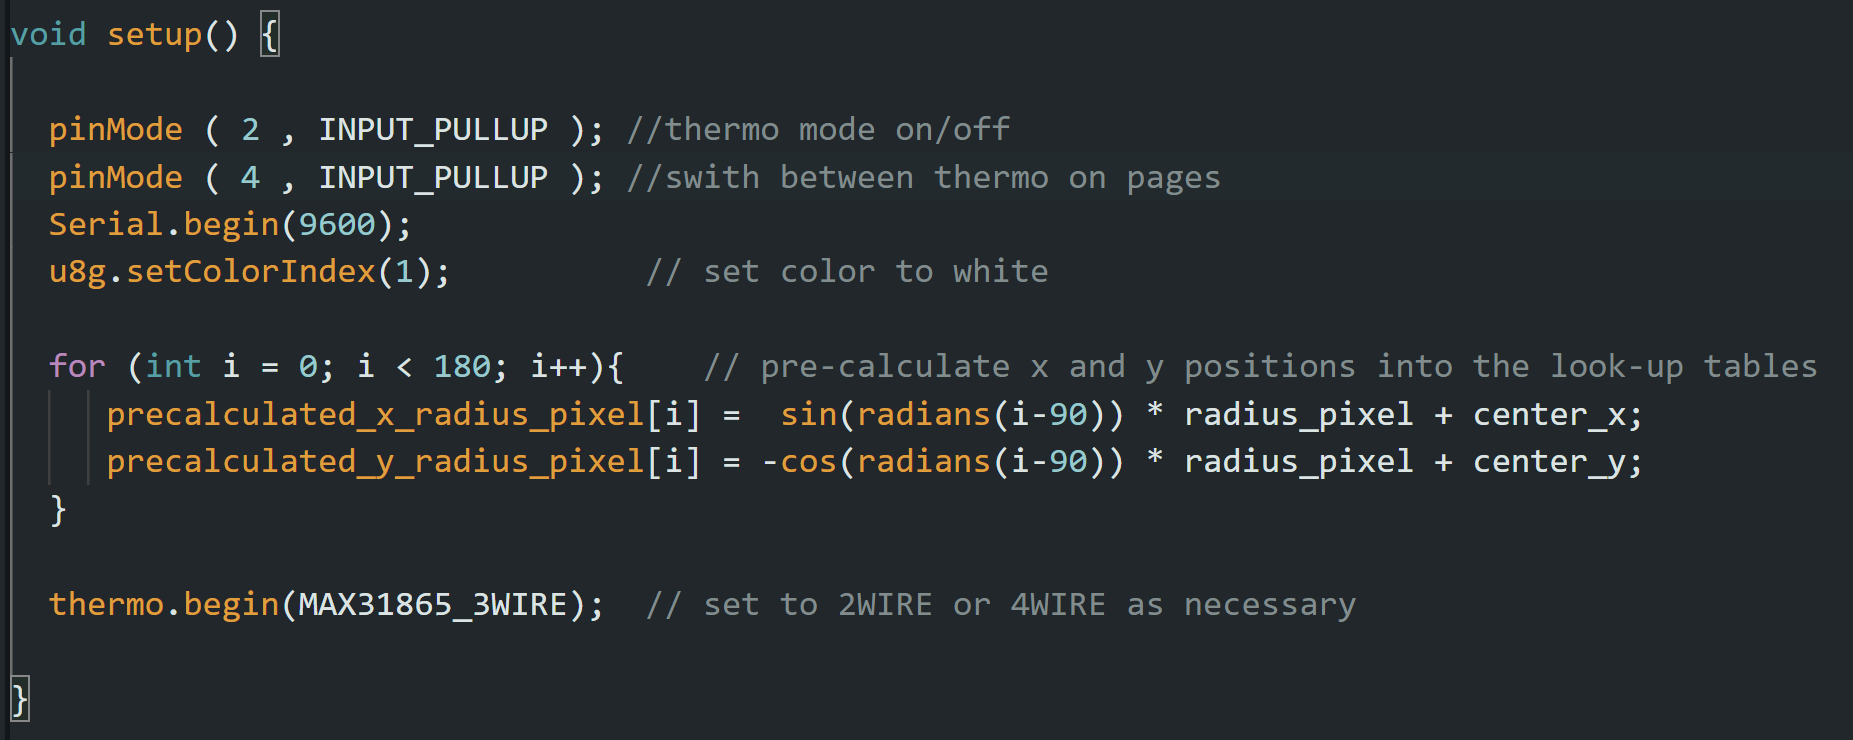 void setup() {
pinMode ( 2 , INPUT_PULLUP ); //thermo mode on/off
pinMode ( 4 , INPUT_PULLUP ); //swith between thermo on pages
Serial.begin(9600);
u8g.setColorIndex(1);          // set color to white
for (int i = 0; i < 180; i++){    // pre-calculate x and y positions into the look-up tables
precalculated_x_radius_pixel[i] =  sin(radians(i-90)) * radius_pixel + center_x;
precalculated_y_radius_pixel[i] = -cos(radians(i-90)) * radius_pixel + center_y;
}
thermo.begin(MAX31865_3WIRE);  // set to 2WIRE or 4WIRE as necessary
}